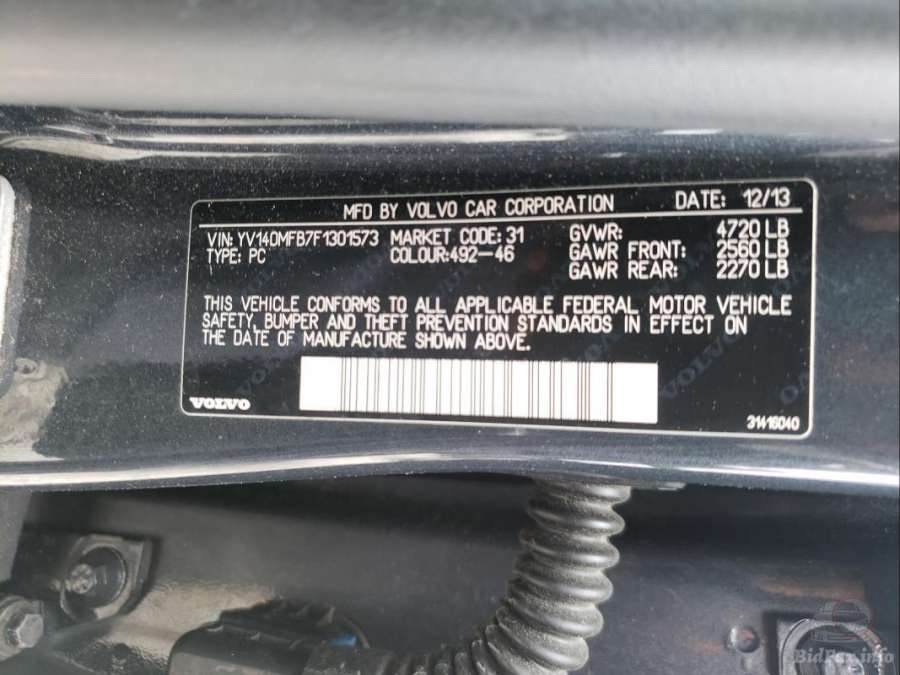 MFD BY VOLVO CAR CORPORATION DATE: 12/13
VIN: YV140MFB7F1301573 MARKET CODE: 31 GVWR: 4720 LB
TYPE: PC COLOUR:492-46 GAWR FRONT: 2560 LB
GAWR REAR: 2270 LB
THIS VEHICLE CONFORMS TO ALL APPLICABLE FEDERAL MOTOR VEHICLE
SAFETY, BUMPER AND THEFT PREVENTION STANDARDS IN EFFECT ON
THE DATE OF MANUFACTURE SHOWN ABOVE.
VOLVO
31416040
BidFax.info